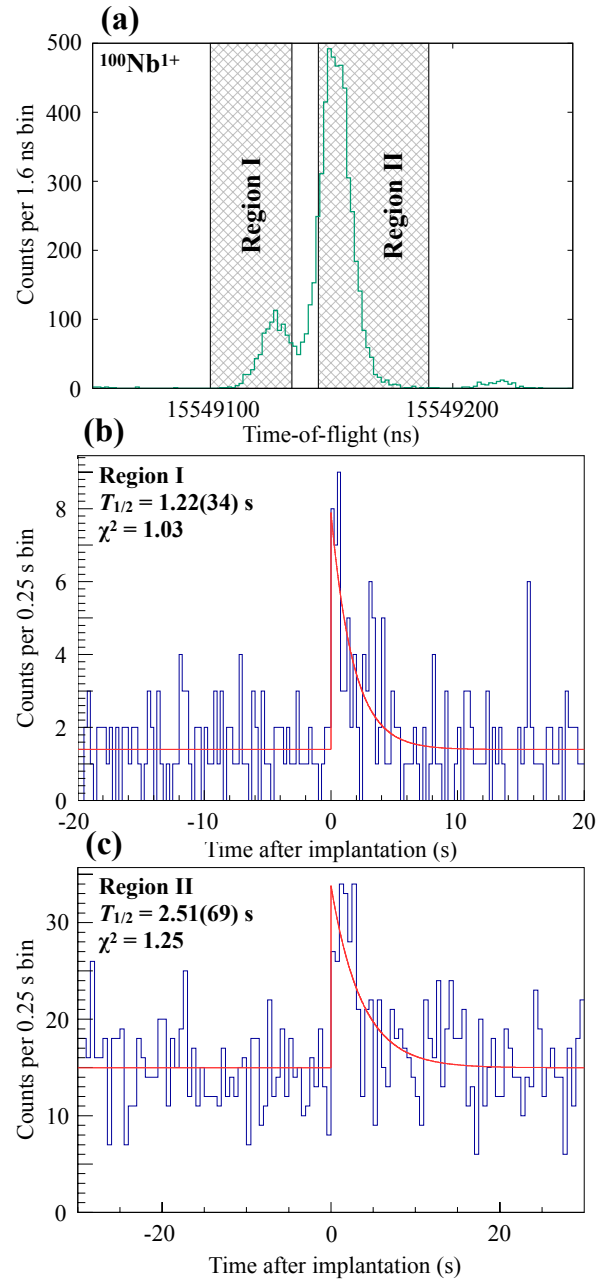 (a)
500
400
300
200
100
0
Counts per 1.6 ns bin
¹⁰⁰Nb¹⁺
Region I
Region II
15549100
15549200
Time-of-flight (ns)
(b)
Region I
T1/2 = 1.22(34) s
χ² = 1.03
8
6
4
2
0
Counts per 0.25 s bin
-20
-10
0
10
20
Time after implantation (s)
(c)
Region II
T1/2 = 2.51(69) s
χ² = 1.25
30
20
10
0
Counts per 0.25 s bin
-20
0
20
Time after implantation (s)